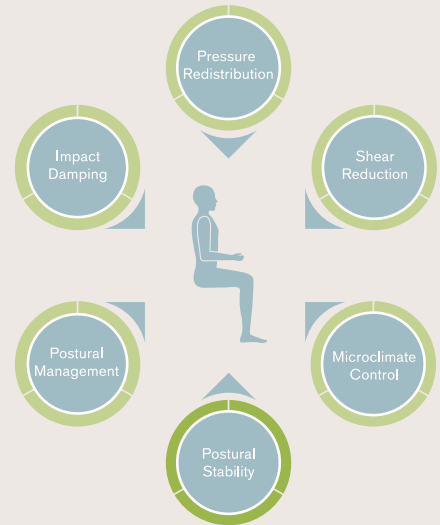 Pressure
Redistribution
Impact
Damping
Shear
Reduction
Postural
Management
Microclimate
Control
Postural
Stability